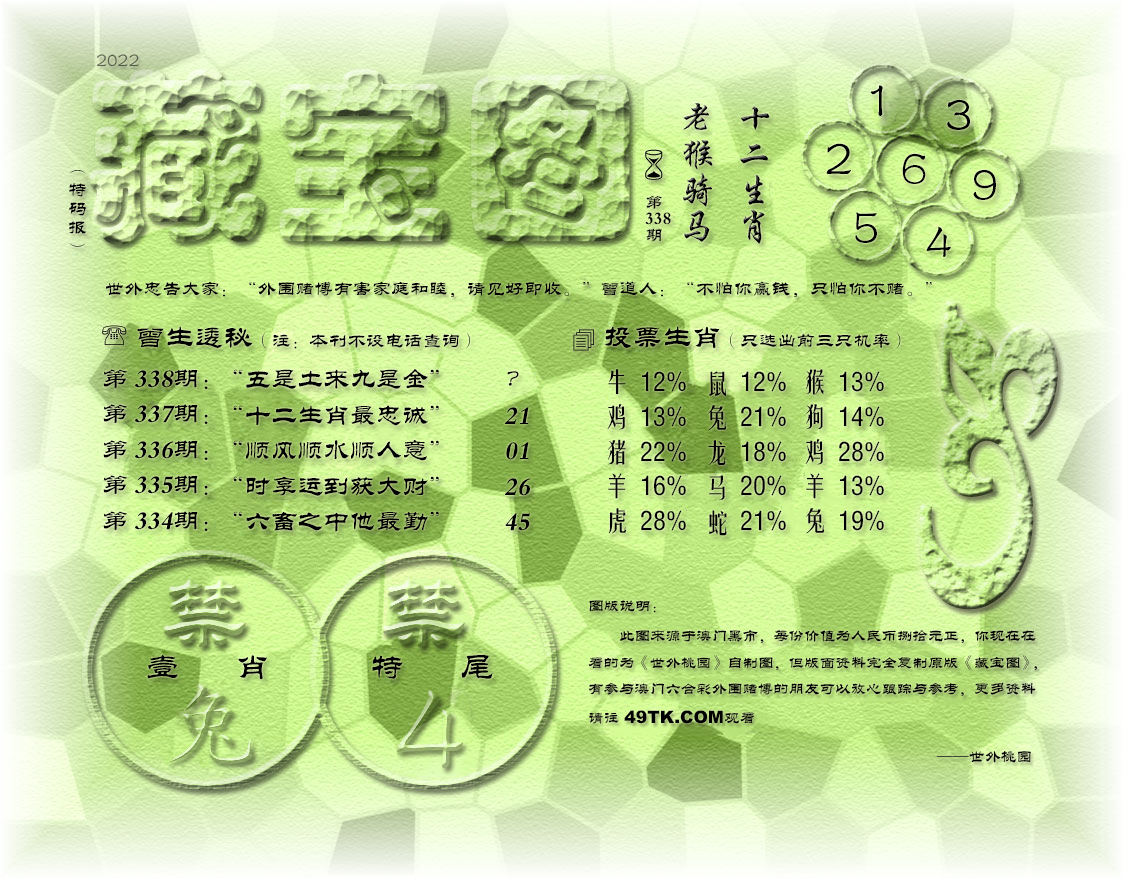 2022
藏宝图
（特码报）
第338期
老猴骑马
十二生肖
1
3
2
6
9
5
4
世外忠告大家：“外围赌博有害家庭和睦，请见好即收。”曾道人：“不怕你赢钱，只怕你不赌。”
曾生透秘（注：本刊不设电话查询）
第338期：“五是土来九是金” ?
第337期：“十二生肖最忠诚” 21
第336期：“顺风顺水顺人意” 01
第335期：“时享运到获大财” 26
第334期：“六畜之中他最勤” 45
投票生肖（只选出前三只机率）
牛 12% 鼠 12% 猴 13%
鸡 13% 兔 21% 狗 14%
猪 22% 龙 18% 鸡 28%
羊 16% 马 20% 羊 13%
虎 28% 蛇 21% 兔 19%
禁
壹 肖
兔
禁
特 尾
4
图版说明：
此图来源于澳门黑市，每份价值为人民币捌拾元正，你现在在
看的为《世外桃园》自制图，但版面资料完全复制原版《藏宝图》，
有参与澳门六合彩外围赌博的朋友可以放心跟踪与参考，更多资料
请注 49TK.COM观看
——世外桃园